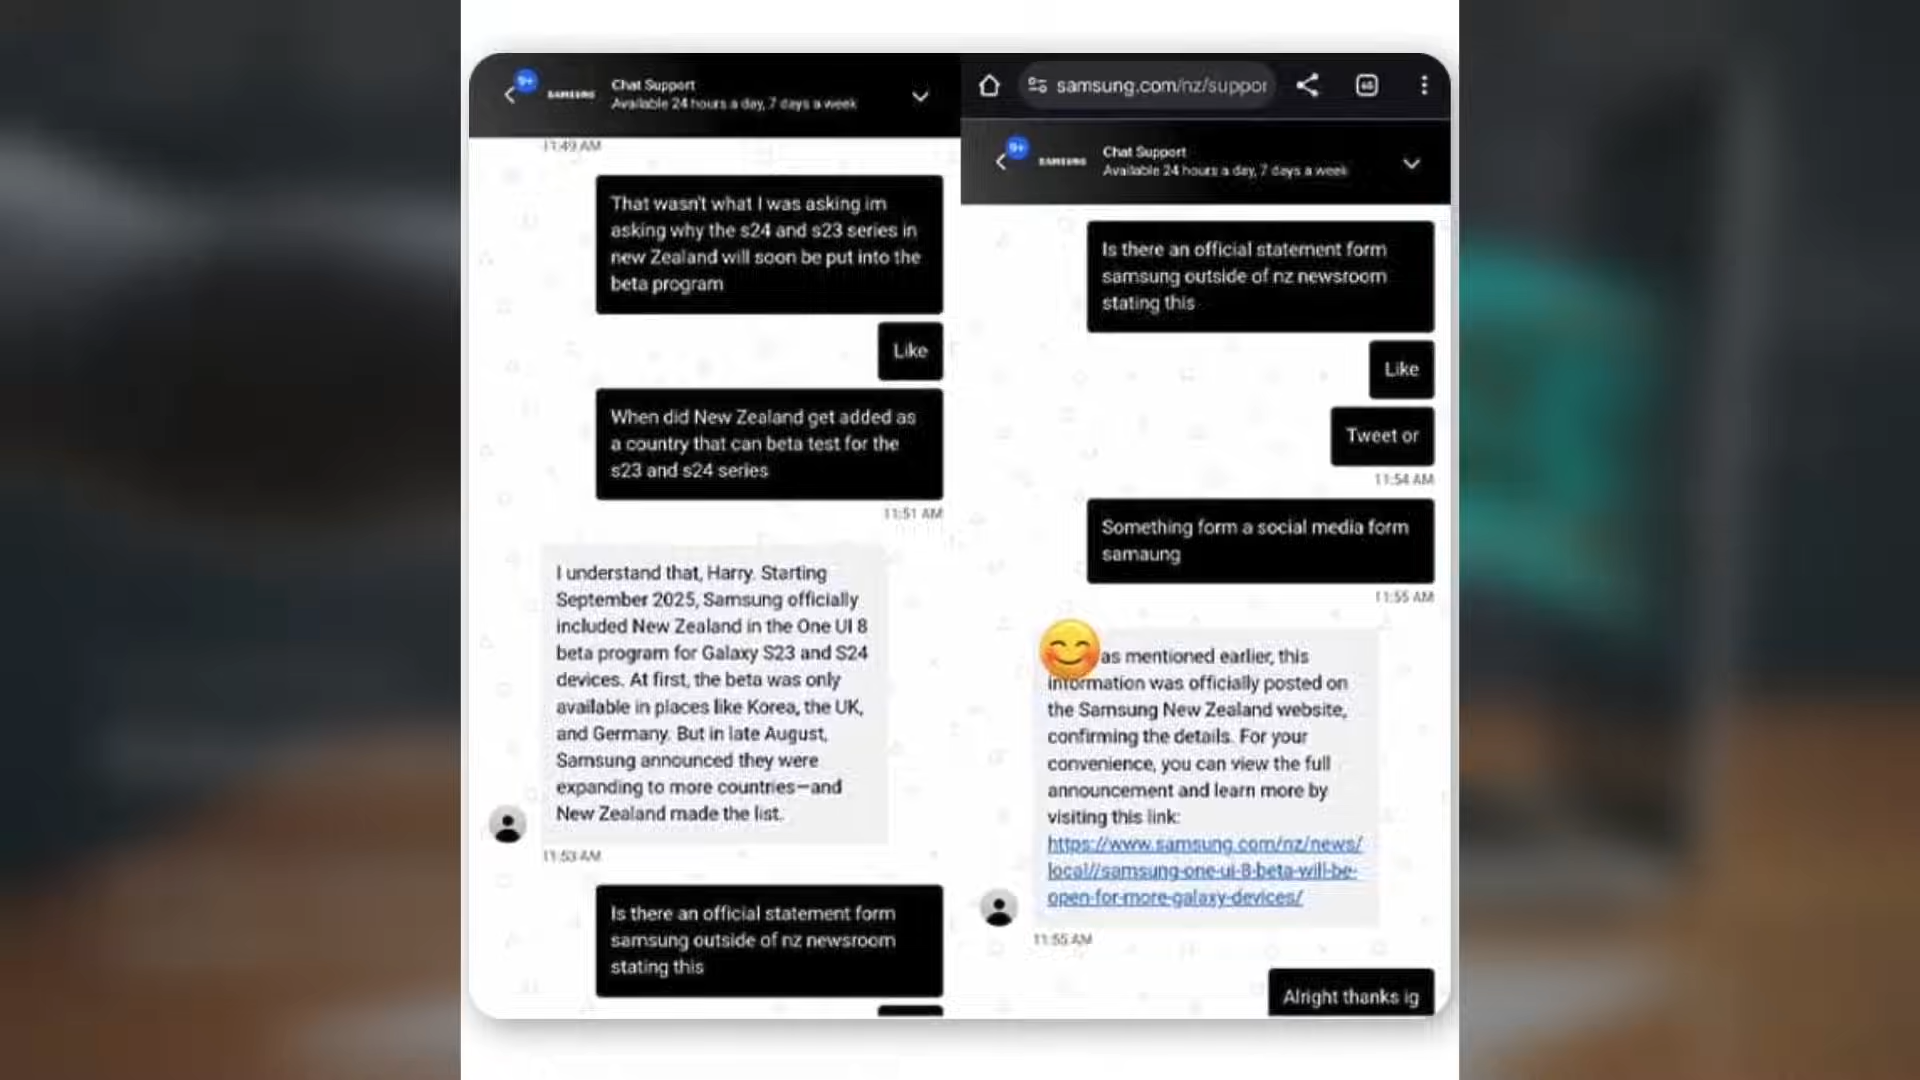 9+
SAMSUNG
Chat Support
Available 24 hours a day, 7 days a week
11:49 AM
That wasn't what I was asking im
asking why the s24 and s23 series in
new Zealand will soon be put into the
beta program
Like
When did New Zealand get added as
a country that can beta test for the
s23 and s24 series
11:51 AM
I understand that, Harry. Starting
September 2025, Samsung officially
included New Zealand in the One UI 8
beta program for Galaxy S23 and S24
devices. At first, the beta was only
available in places like Korea, the UK,
and Germany. But in late August,
Samsung announced they were
expanding to more countries—and
New Zealand made the list.
11:53 AM
Is there an official statement form
samsung outside of nz newsroom
stating this
samsung.com/nz/suppor
9+
SAMSUNG
Chat Support
Available 24 hours a day, 7 days a week
Is there an official statement form
samsung outside of nz newsroom
stating this
Like
Tweet or
11:54 AM
Something form a social media form
samaung
11:55 AM
as mentioned earlier, this
information was officially posted on
the Samsung New Zealand website,
confirming the details. For your
convenience, you can view the full
announcement and learn more by
visiting this link:
https://www.samsung.com/nz/news/
local//samsung-one-ui-8-beta-will-be-
open-for-more-galaxy-devices/
11:55 AM
Alright thanks ig